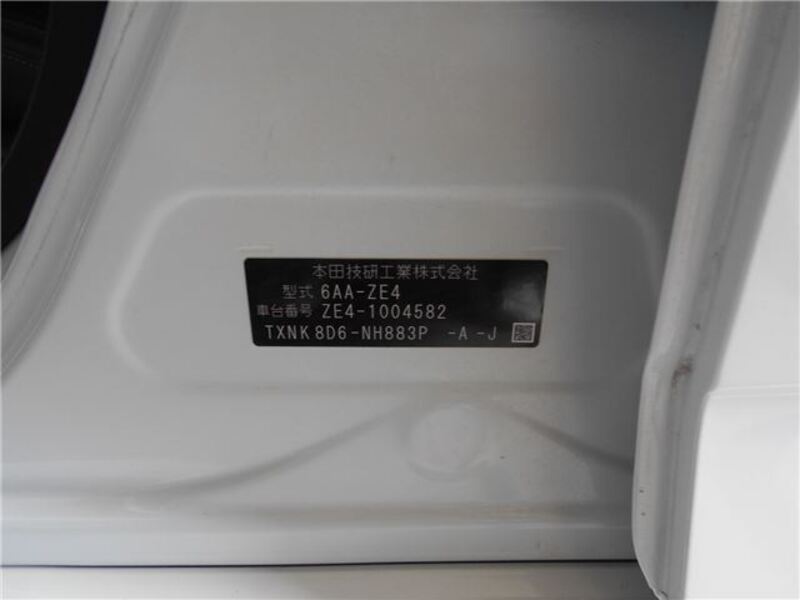 本田技研工業株式会社
型式 6AA-ZE4
車台番号 ZE4-1004582
TXNK 8D6-NH883P -A -J